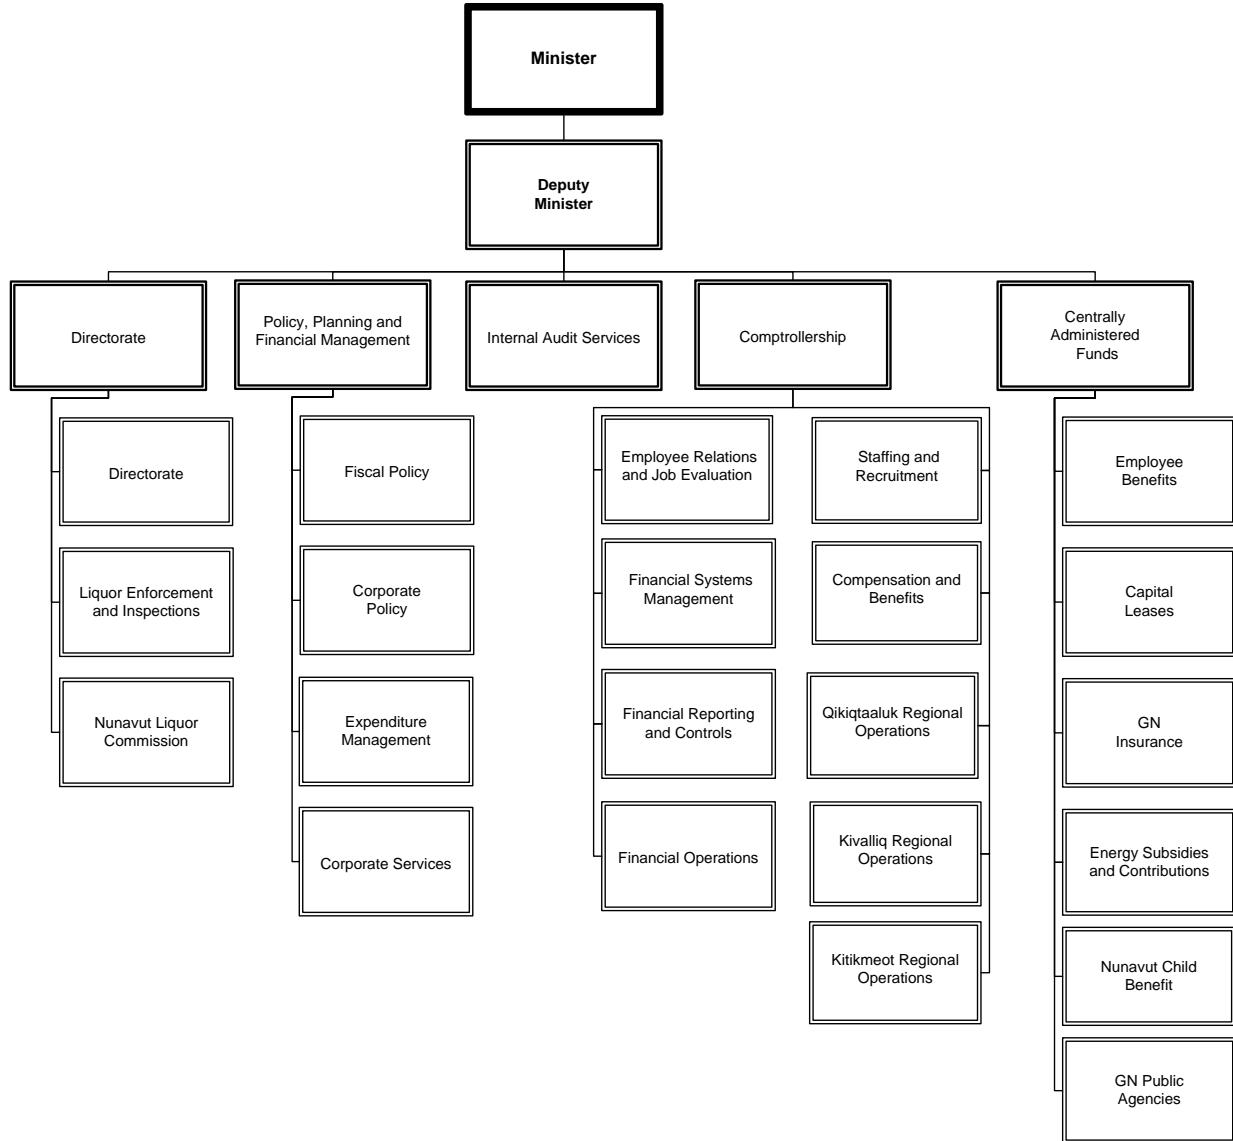 Minister
Deputy
Minister
Directorate
Policy, Planning and
Financial Management
Internal Audit Services
Comptrollership
Centrally
Administered
Funds
Directorate
Liquor Enforcement
and Inspections
Nunavut Liquor
Commission
Fiscal Policy
Corporate
Policy
Expenditure
Management
Corporate Services
Employee Relations
and Job Evaluation
Financial Systems
Management
Financial Reporting
and Controls
Financial Operations
Staffing and
Recruitment
Compensation and
Benefits
Qikiqtaaluk Regional
Operations
Kivalliq Regional
Operations
Kitikmeot Regional
Operations
Employee
Benefits
Capital
Leases
GN
Insurance
Energy Subsidies
and Contributions
Nunavut Child
Benefit
GN Public
Agencies